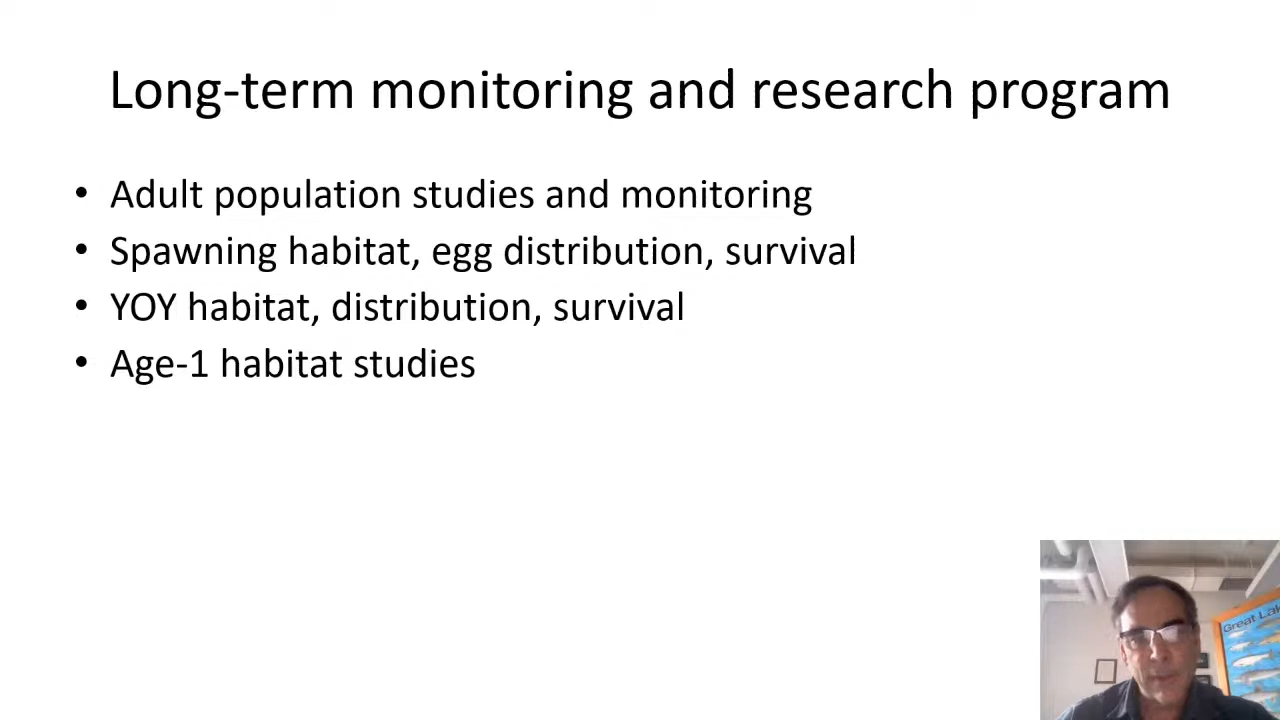 Long-term monitoring and research program
• Adult population studies and monitoring
• Spawning habitat, egg distribution, survival
• YOY habitat, distribution, survival
• Age-1 habitat studies
Great